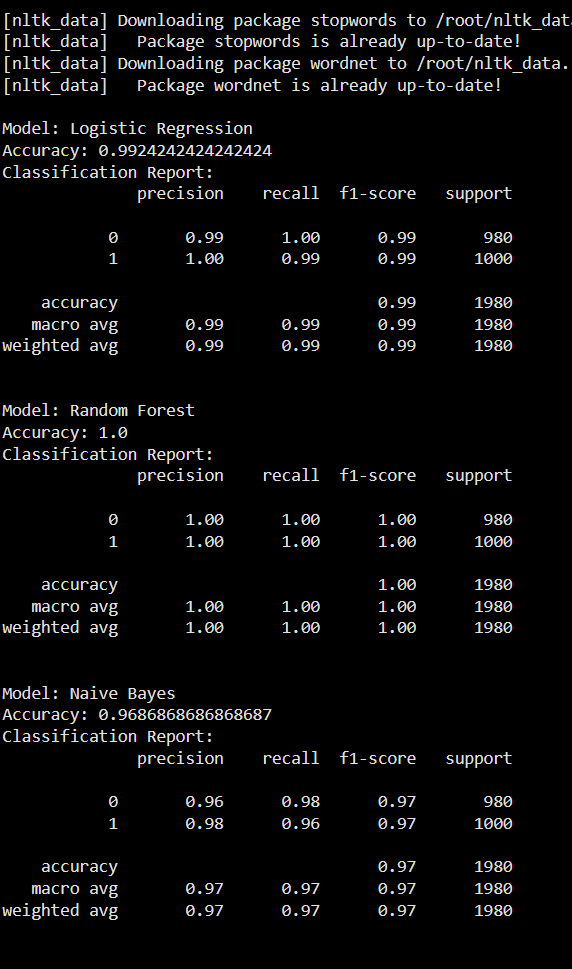 [nltk_data] Downloading package stopwords to /root/nltk_dat
[nltk_data]   Package stopwords is already up-to-date!
[nltk_data] Downloading package wordnet to /root/nltk_data.
[nltk_data]   Package wordnet is already up-to-date!
Model: Logistic Regression
Accuracy: 0.9924242424242424
Classification Report:
precision    recall  f1-score   support
0       0.99      1.00      0.99       980
1       1.00      0.99      0.99      1000
accuracy                           0.99      1980
macro avg       0.99      0.99      0.99      1980
weighted avg       0.99      0.99      0.99      1980
Model: Random Forest
Accuracy: 1.0
Classification Report:
precision    recall  f1-score   support
0       1.00      1.00      1.00       980
1       1.00      1.00      1.00      1000
accuracy                           1.00      1980
macro avg       1.00      1.00      1.00      1980
weighted avg       1.00      1.00      1.00      1980
Model: Naive Bayes
Accuracy: 0.9686868686868687
Classification Report:
precision    recall  f1-score   support
0       0.96      0.98      0.97       980
1       0.98      0.96      0.97      1000
accuracy                           0.97      1980
macro avg       0.97      0.97      0.97      1980
weighted avg       0.97      0.97      0.97      1980